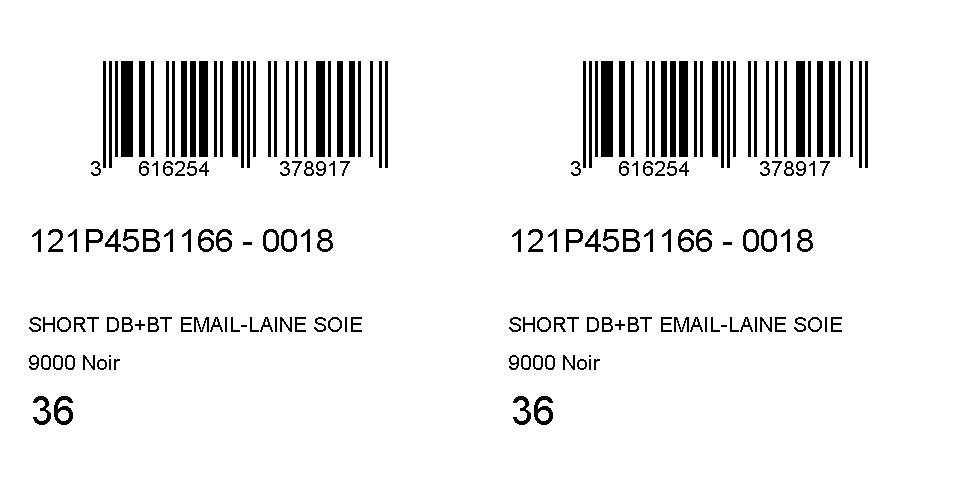 3 616254 378917
121P45B1166 - 0018
SHORT DB+BT EMAIL-LAINE SOIE
9000 Noir
36
3 616254 378917
121P45B1166 - 0018
SHORT DB+BT EMAIL-LAINE SOIE
9000 Noir
36